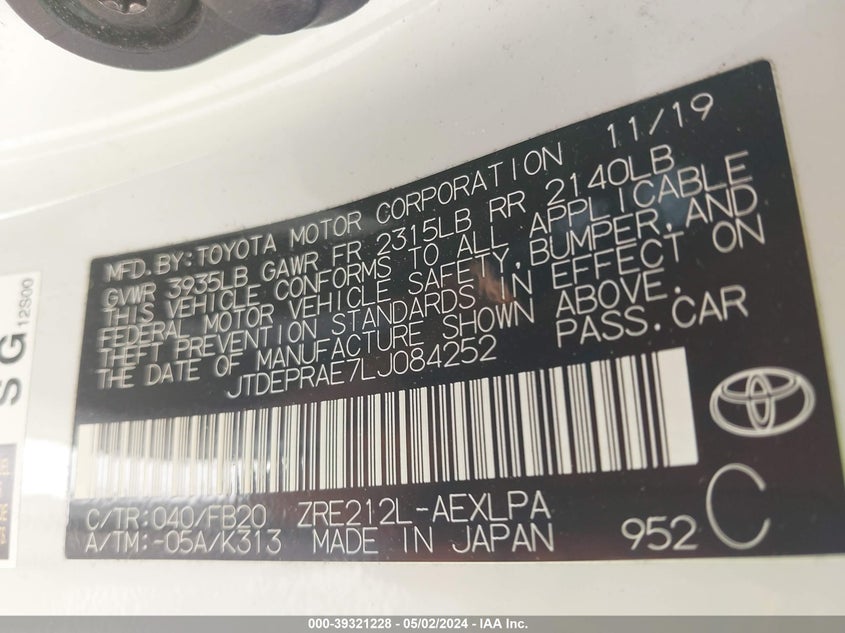 MFD.BY:TOYOTA MOTOR CORPORATION 11/19
GVWR 3935LB GAWR FR 2315LB RR 2140LB
THIS VEHICLE CONFORMS TO ALL APPLICABLE
FEDERAL MOTOR VEHICLE SAFETY,BUMPER,AND
THEFT PREVENTION STANDARDS IN EFFECT ON
THE DATE OF MANUFACTURE SHOWN ABOVE.
JTDEPRAE7LJ084252 PASS.CAR
C/TR:040/FB20 ZRE212L-AEXLPA
A/TM:-05A/K313 MADE IN JAPAN 952 C
SG
12S00
000-39321228 - 05/02/2024 - IAA Inc.